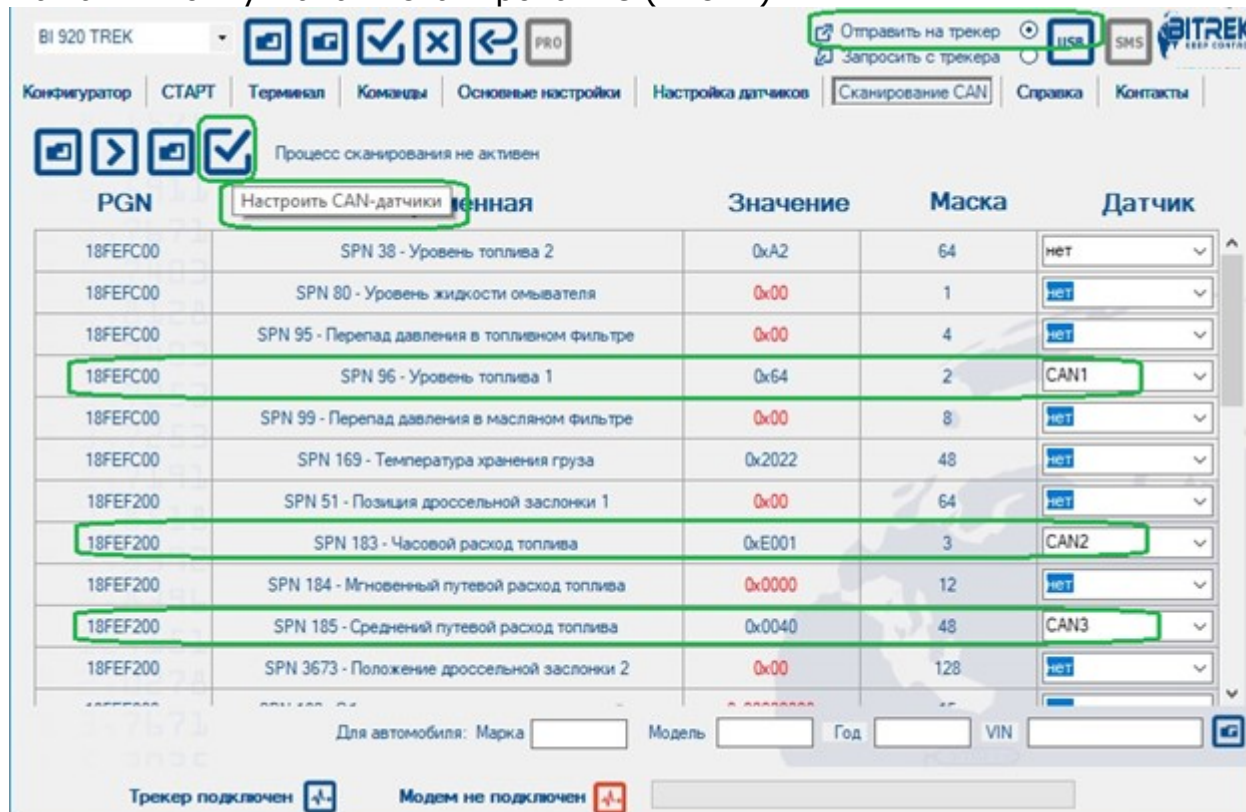 BI 920 TREK
PRO
Отправить на трекер
Запросить с трекера
USB
SMS
BITREK
Конфигуратор СТАРТ Терминал Команды Основные настройки Настройка датчиков Сканирование CAN Справка Контакты
Процесс сканирования не активен
Настроить CAN-датчики
PGN менная Значение Маска Датчик
18FEFC00 SPN 38 - Уровень топлива 2 0xA2 64 нет
18FEFC00 SPN 80 - Уровень жидкости омывателя 0x00 1 нет
18FEFC00 SPN 95 - Перепад давления в топливном фильтре 0x00 4 нет
18FEFC00 SPN 96 - Уровень топлива 1 0x64 2 CAN1
18FEFC00 SPN 99 - Перепад давления в масляном фильтре 0x00 8 нет
18FEFC00 SPN 169 - Температура хранения груза 0x2022 48 нет
18FEF200 SPN 51 - Позиция дроссельной заслонки 1 0x00 64 нет
18FEF200 SPN 183 - Часовой расход топлива 0xE001 3 CAN2
18FEF200 SPN 184 - Мгновенный путевой расход топлива 0x0000 12 нет
18FEF200 SPN 185 - Среднений путевой расход топлива 0x0040 48 CAN3
18FEF200 SPN 3673 - Положение дроссельной заслонки 2 0x00 128 нет
Для автомобиля: Марка Модель Год VIN
Трекер подключен Модем не подключен